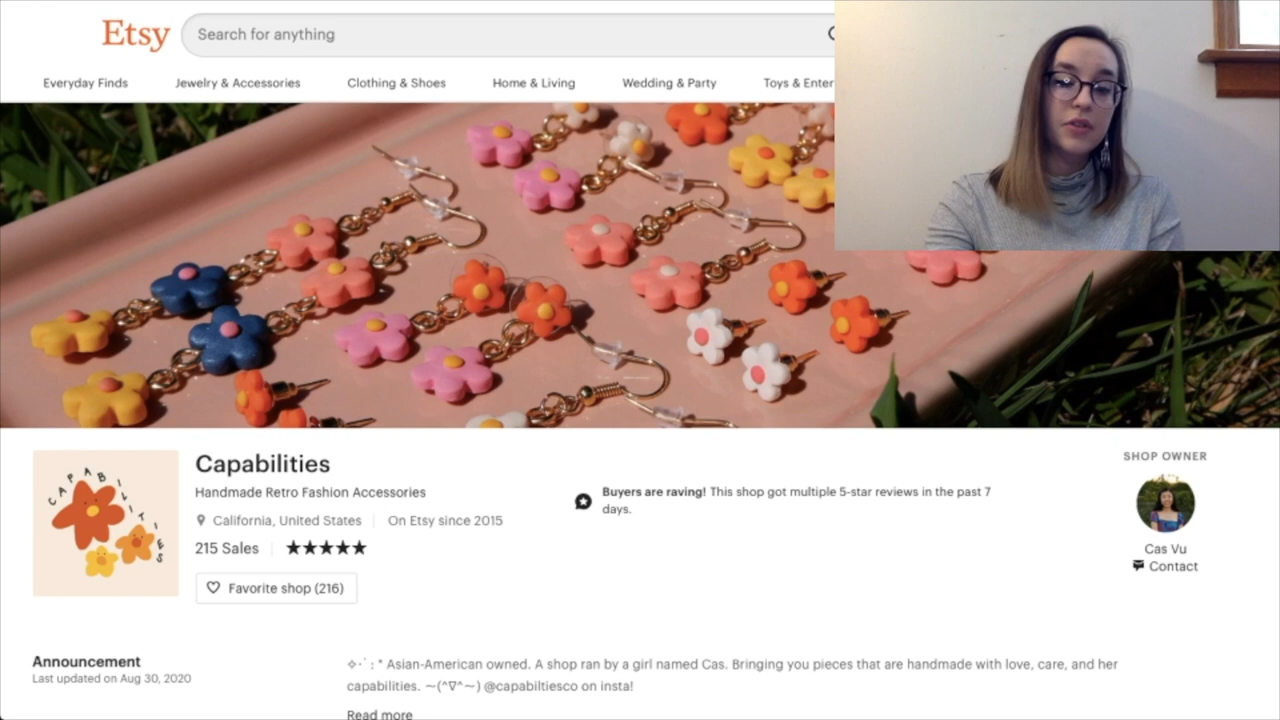 Etsy
Search for anything
Everyday Finds
Jewelry & Accessories
Clothing & Shoes
Home & Living
Wedding & Party
Toys & Enter
CAPABILITIES
Capabilities
Handmade Retro Fashion Accessories
California, United States
On Etsy since 2015
215 Sales
Favorite shop (216)
Buyers are raving! This shop got multiple 5-star reviews in the past 7
days.
SHOP OWNER
Cas Vu
Contact
Announcement
Last updated on Aug 30, 2020
✧･ﾟ: * Asian-American owned. A shop ran by a girl named Cas. Bringing you pieces that are handmade with love, care, and her
capabilities. ～(^∇^～) @capabiltiesco on insta!
Read more